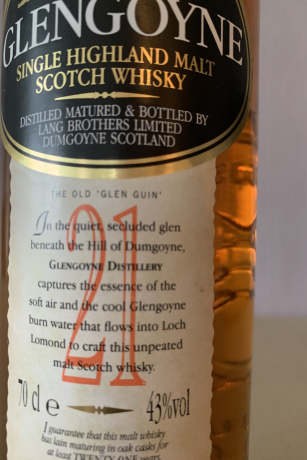 GLENGOYNE
SINGLE HIGHLAND MALT
SCOTCH WHISKY
DISTILLED MATURED & BOTTLED BY
LANG BROTHERS LIMITED
DUMGOYNE SCOTLAND
THE OLD 'GLEN GUIN'
21
In the quiet, secluded glen
beneath the Hill of Dumgoyne,
GLENGOYNE DISTILLERY
captures the essence of the
soft air and the cool Glengoyne
burn water that flows into Loch
Lomond to craft this unpeated
malt Scotch whisky.
70 cl e 43%vol
I guarantee that this malt whisky
has lain maturing in oak casks for
at least TWENTY ONE years